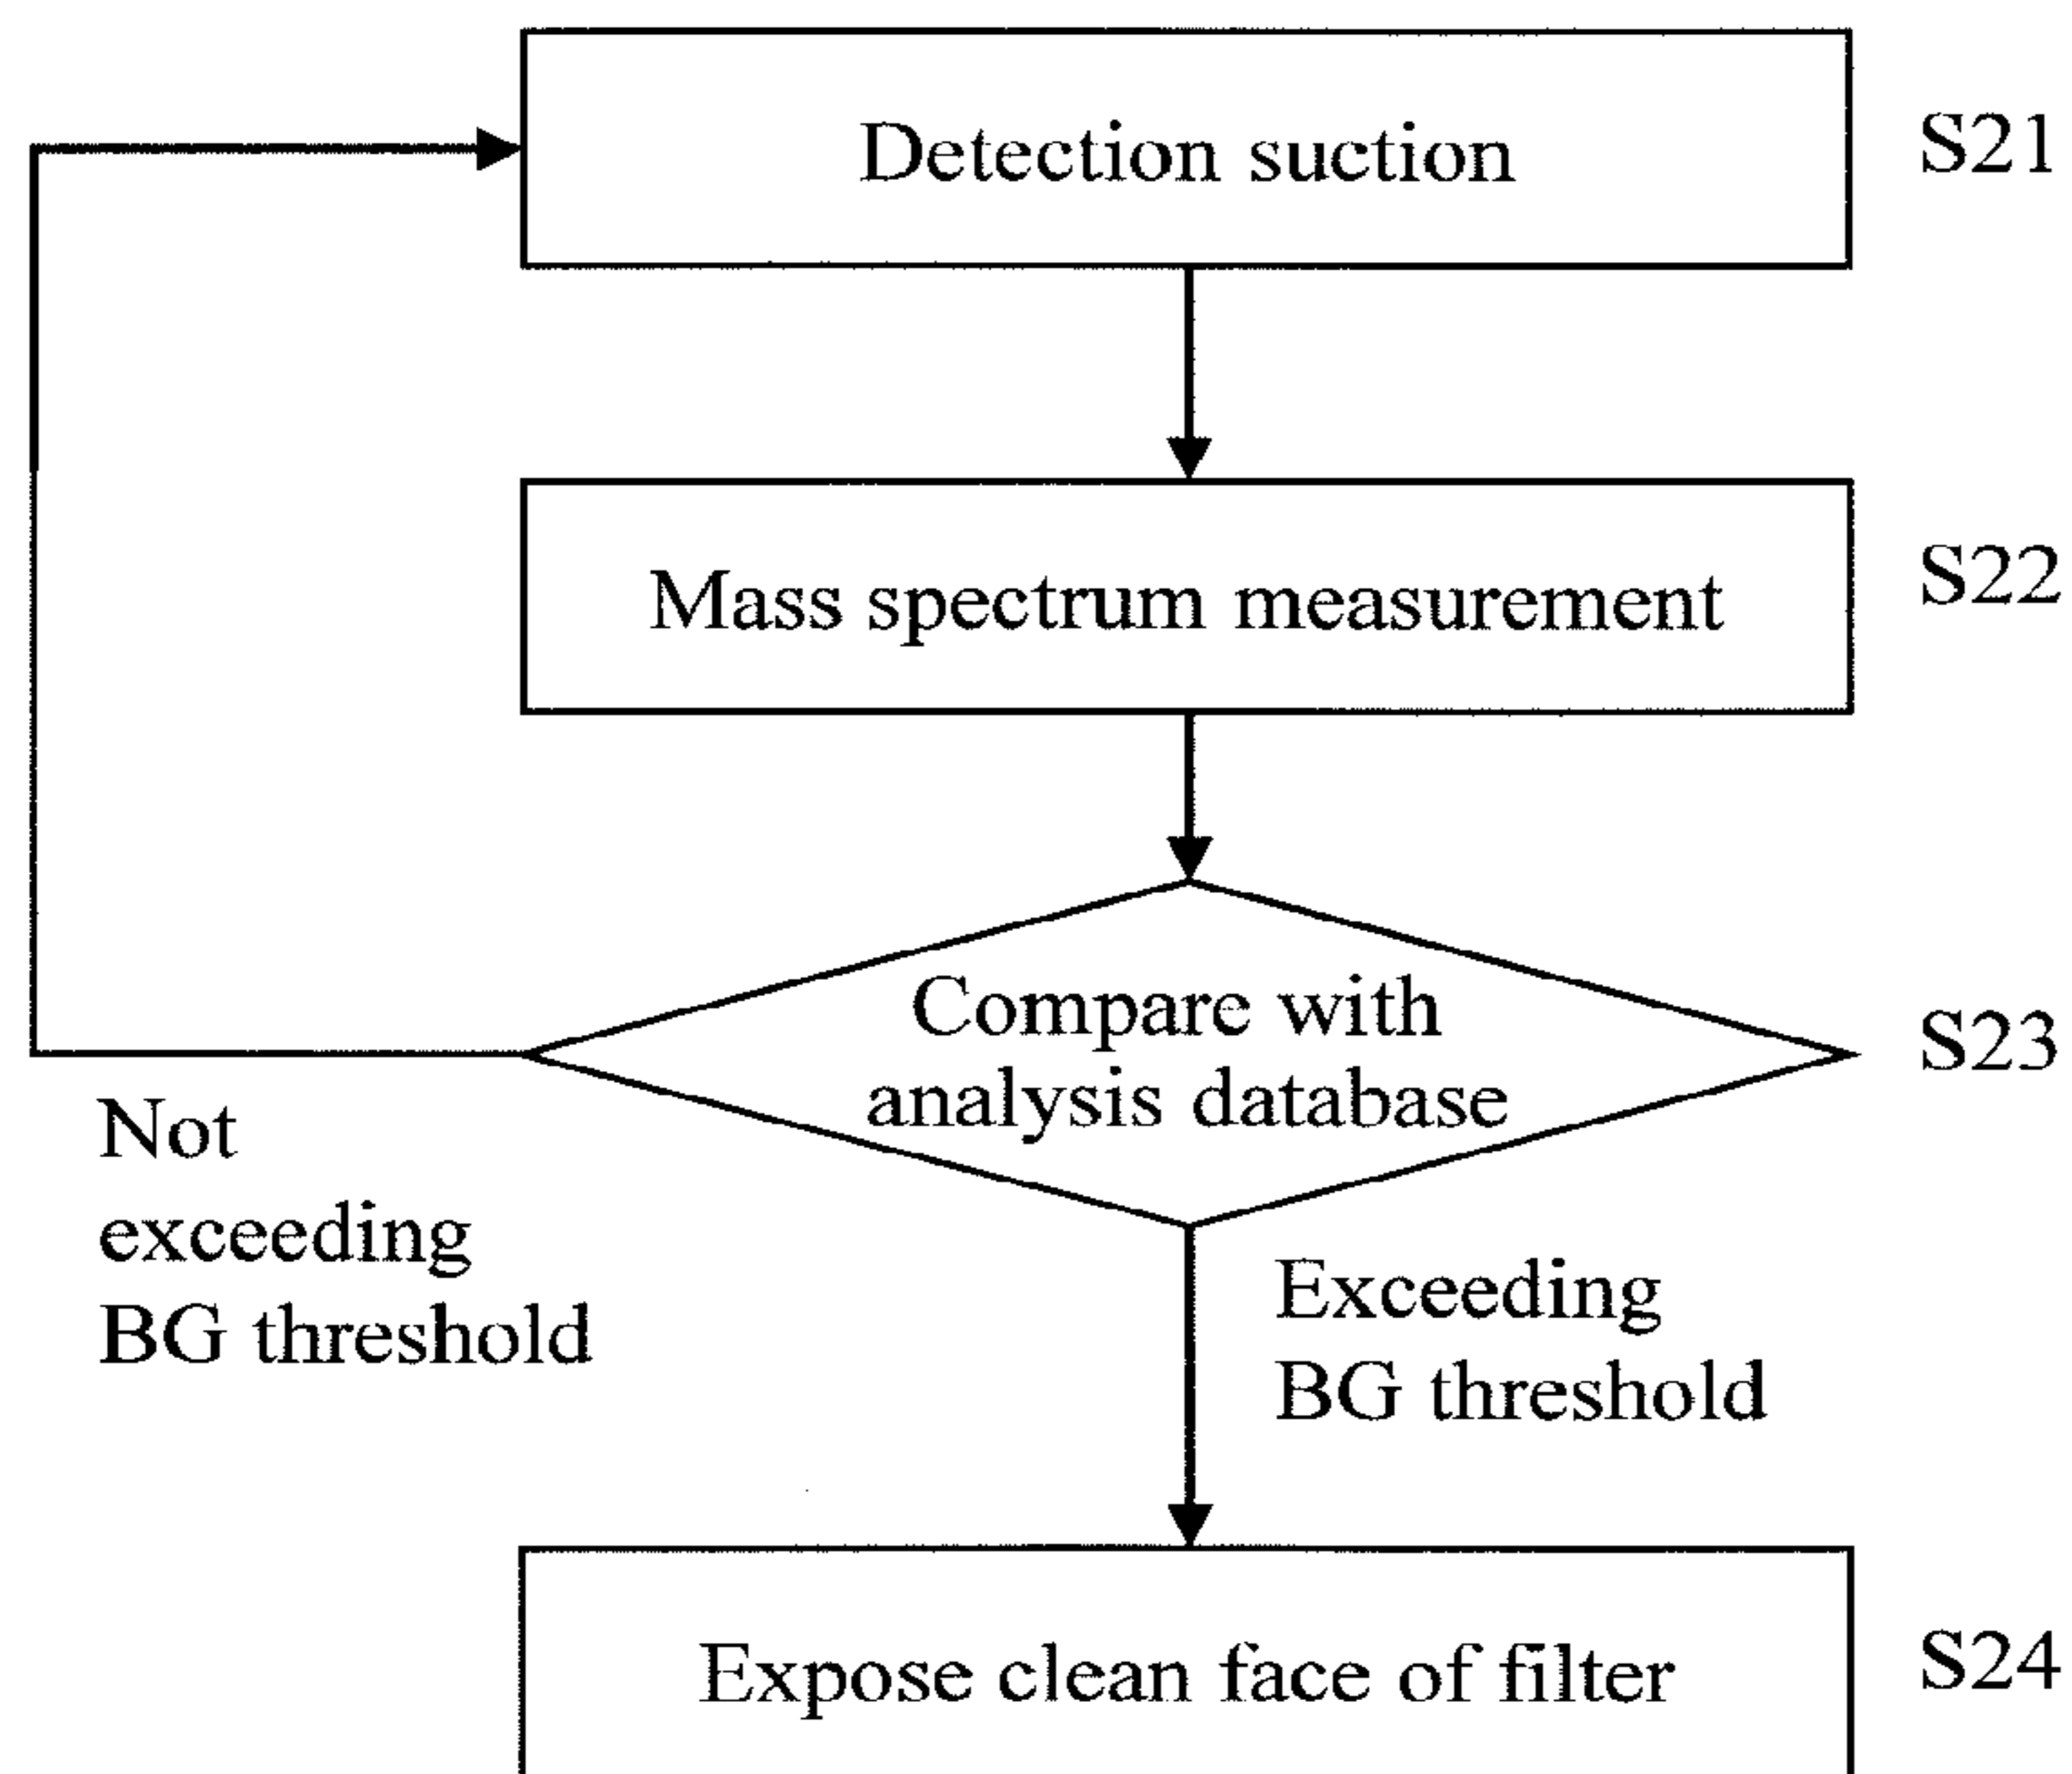 Detection suction
S21
Mass spectrum measurement
S22
Compare with
analysis database
S23
Not
exceeding
BG threshold
Exceeding
BG threshold
Expose clean face of filter
S24